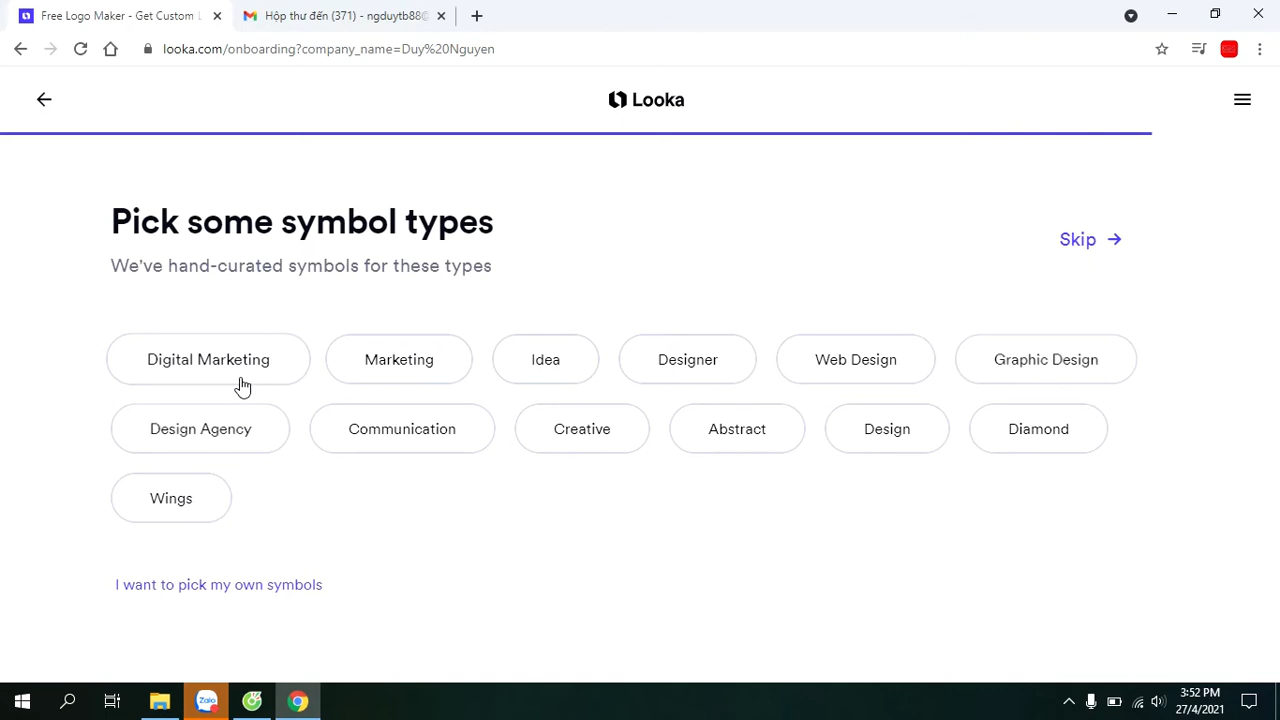 Free Logo Maker - Get Custom L
Hộp thư đến (371) - ngduytb88@
looka.com/onboarding?company_name=Duy%20Nguyen
Looka
Pick some symbol types
We've hand-curated symbols for these types
Skip
Digital Marketing
Marketing
Idea
Designer
Web Design
Graphic Design
Design Agency
Communication
Creative
Abstract
Design
Diamond
Wings
I want to pick my own symbols
Zalo
3:52 PM
27/4/2021